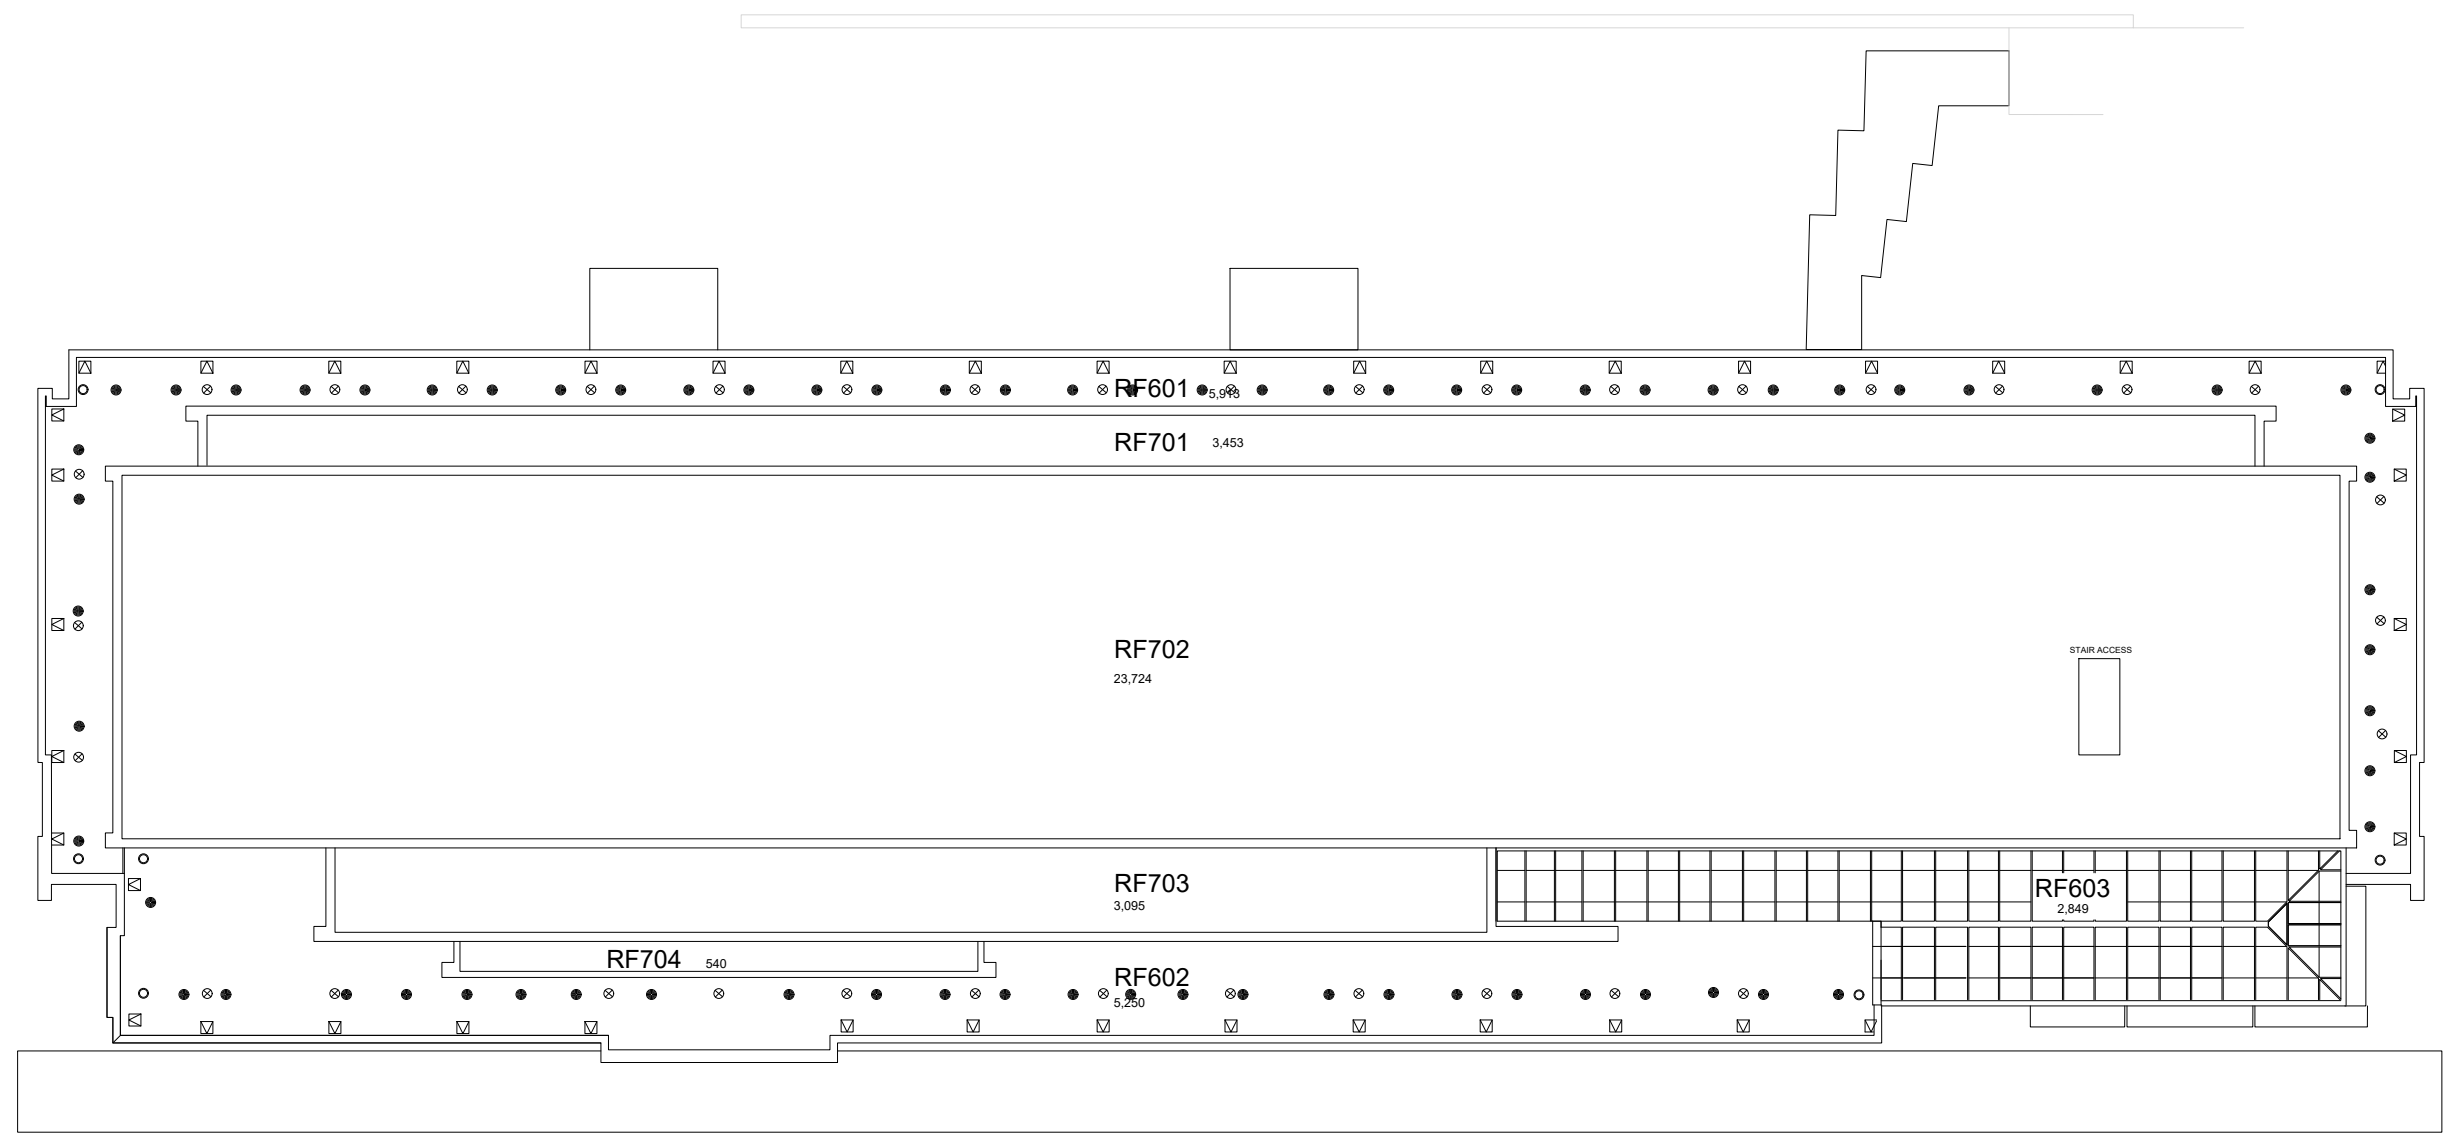 RF601 5,913
RF701 3,453
RF702
23,724
STAIR ACCESS
RF703
3,095
RF603
2,849
RF704 540
RF602
5,250